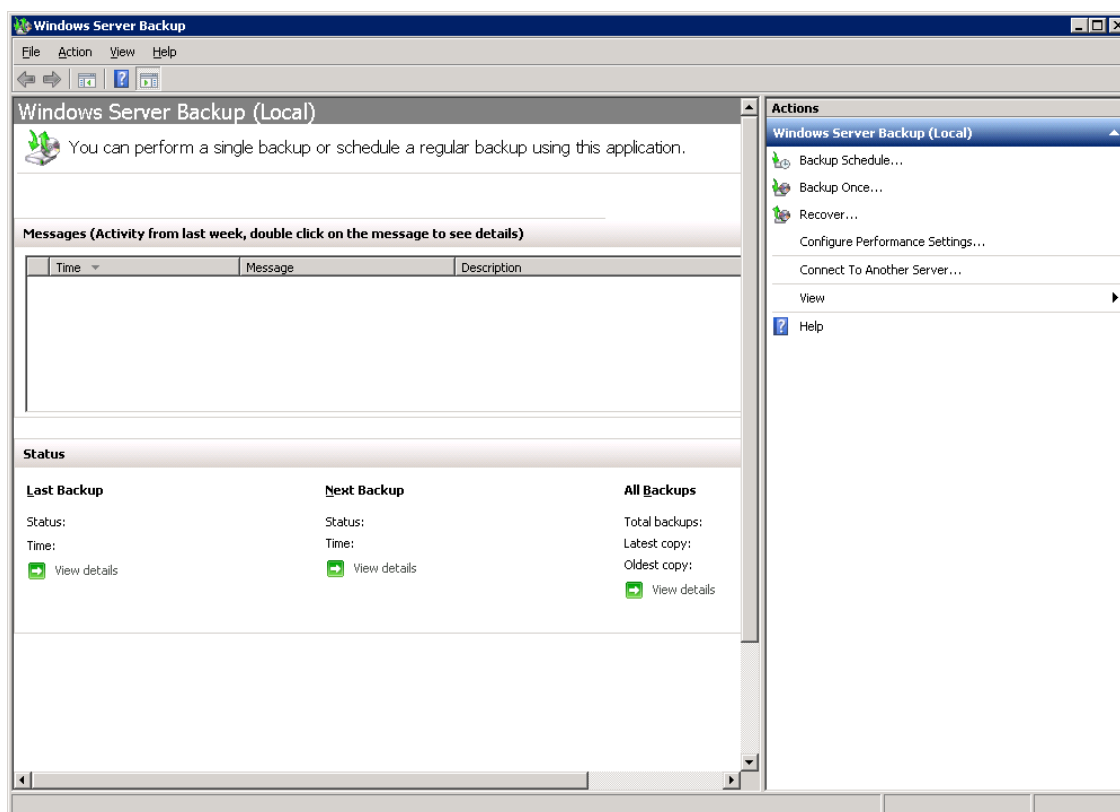 Windows Server Backup
File Action View Help
Windows Server Backup (Local)
You can perform a single backup or schedule a regular backup using this application.
Messages (Activity from last week, double click on the message to see details)
Time Message Description
Status
Last Backup Next Backup All Backups
Status: Status: Total backups:
Time: Time: Latest copy:
Oldest copy:
View details View details View details
Actions
Windows Server Backup (Local)
Backup Schedule...
Backup Once...
Recover...
Configure Performance Settings...
Connect To Another Server...
View
Help